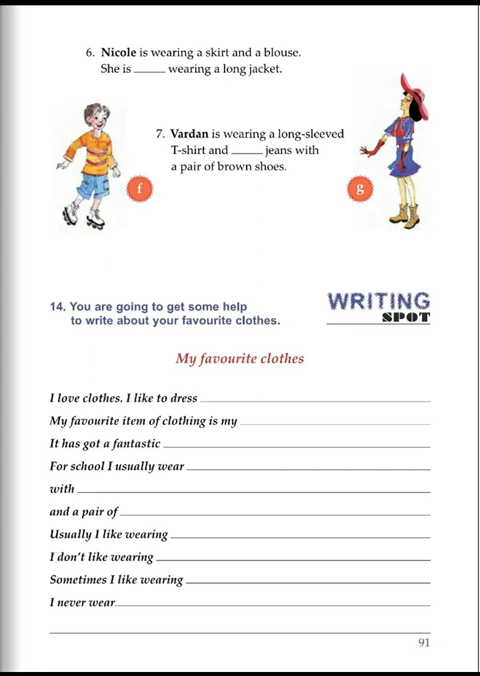 6. Nicole is wearing a skirt and a blouse.
She is _____ wearing a long jacket.
7. Vardan is wearing a long-sleeved
T-shirt and _____ jeans with
a pair of brown shoes.
f
g
14. You are going to get some help
to write about your favourite clothes.
WRITING
SPOT
My favourite clothes
I love clothes. I like to dress
My favourite item of clothing is my
It has got a fantastic
For school I usually wear
with
and a pair of
Usually I like wearing
I don't like wearing
Sometimes I like wearing
I never wear
91